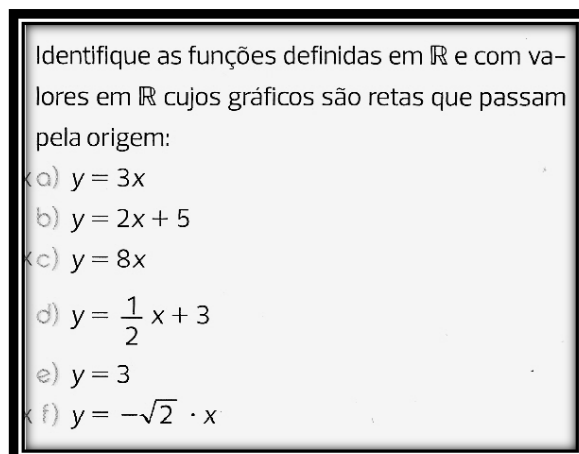 Identifique as funções definidas em ℝ e com va-
lores em ℝ cujos gráficos são retas que passam
pela origem:
x a) y = 3x
b) y = 2x + 5
x c) y = 8x
d) y = 1/2 x + 3
e) y = 3
x f) y = −√2 · x